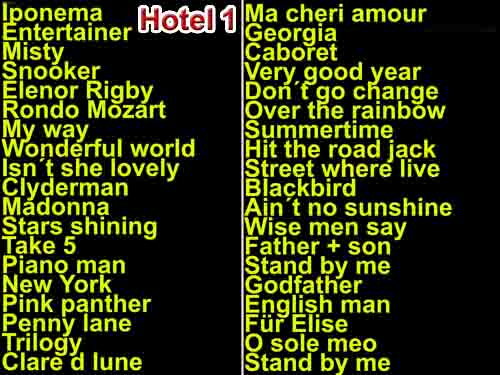 Hotel 1
Iponema
Entertainer
Misty
Snooker
Elenor Rigby
Rondo Mozart
My way
Wonderful world
Isn´t she lovely
Clyderman
Madonna
Stars shining
Take 5
Piano man
New York
Pink panther
Penny lane
Trilogy
Clare d lune
Ma cheri amour
Georgia
Caboret
Very good year
Don´t go change
Over the rainbow
Summertime
Hit the road jack
Street where live
Blackbird
Ain´t no sunshine
Wise men say
Father + son
Stand by me
Godfather
English man
Für Elise
O sole meo
Stand by me